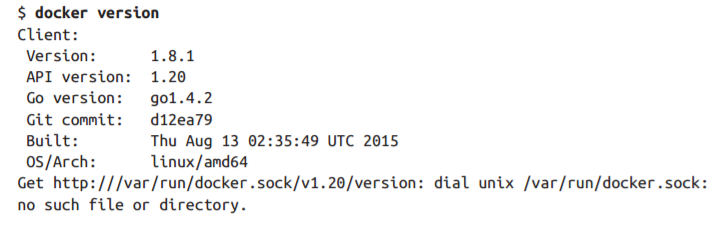 $ docker version
Client:
 Version:      1.8.1
 API version:  1.20
 Go version:   go1.4.2
 Git commit:   d12ea79
 Built:        Thu Aug 13 02:35:49 UTC 2015
 OS/Arch:      linux/amd64
Get http:///var/run/docker.sock/v1.20/version: dial unix /var/run/docker.sock:
no such file or directory.